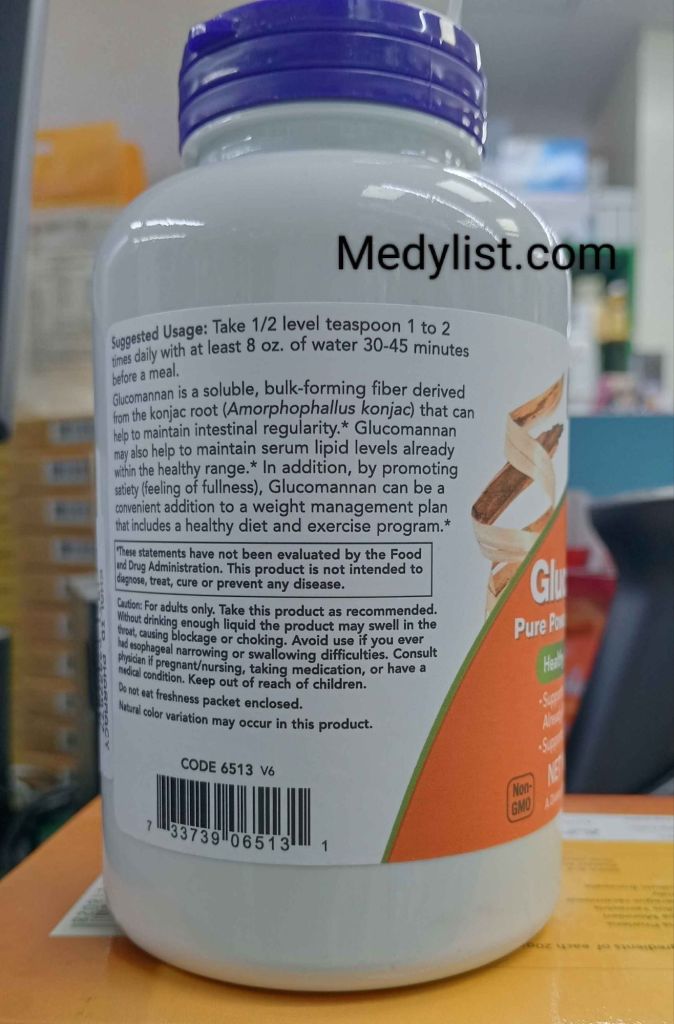 Medylist.com
Suggested Usage: Take 1/2 level teaspoon 1 to 2
times daily with at least 8 oz. of water 30-45 minutes
before a meal.
Glucomannan is a soluble, bulk-forming fiber derived
from the konjac root (Amorphophallus konjac) that can
help to maintain intestinal regularity.* Glucomannan
may also help to maintain serum lipid levels already
within the healthy range.* In addition, by promoting
satiety (feeling of fullness), Glucomannan can be a
convenient addition to a weight management plan
that includes a healthy diet and exercise program.*
*These statements have not been evaluated by the Food
and Drug Administration. This product is not intended to
diagnose, treat, cure or prevent any disease.
Caution: For adults only. Take this product as recommended.
Without drinking enough liquid the product may swell in the
throat, causing blockage or choking. Avoid use if you ever
had esophageal narrowing or swallowing difficulties. Consult
physician if pregnant/nursing, taking medication, or have a
medical condition. Keep out of reach of children.
Do not eat freshness packet enclosed.
Natural color variation may occur in this product.
CODE 6513 V6
7 33739 06513 1
Glu
Pure Pow
Healthy
Non-
GMO
NET